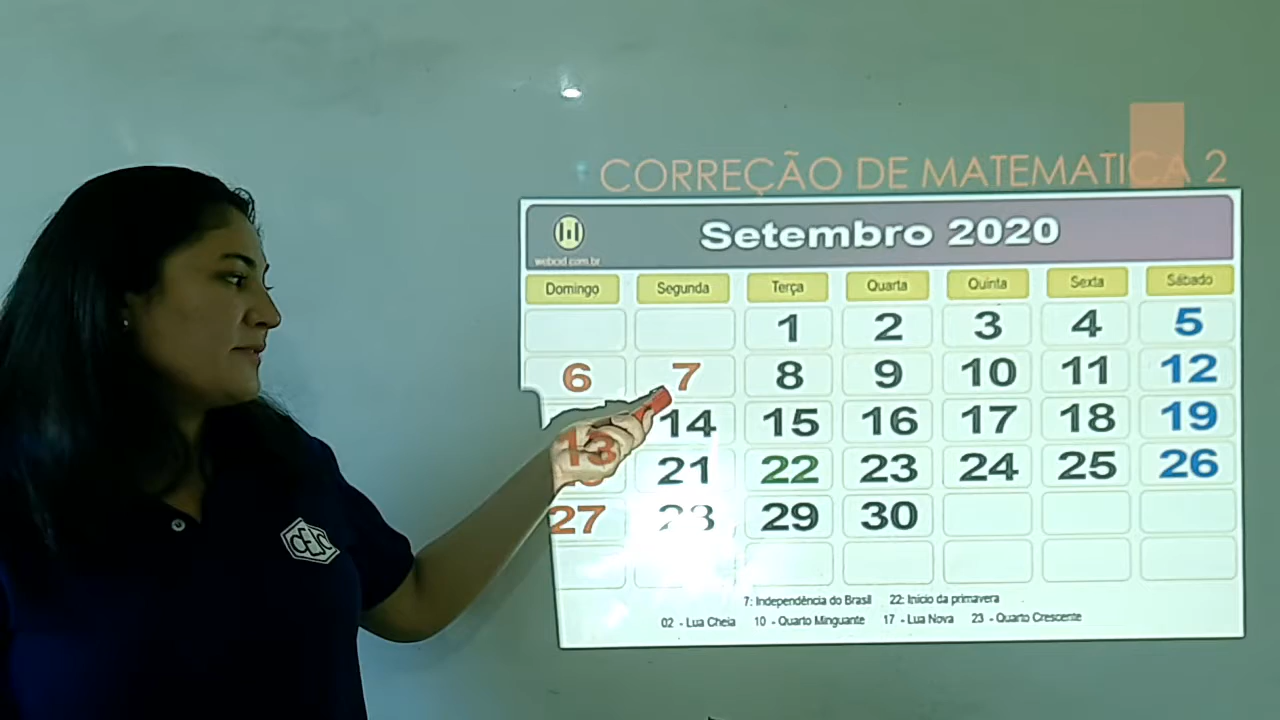 CORREÇÃO DE MATEMATICA 2
Setembro 2020
webcid.com.br
Domingo Segunda Terça Quarta Quinta Sexta Sábado
1 2 3 4 5
6 7 8 9 10 11 12
13 14 15 16 17 18 19
21 22 23 24 25 26
27 28 29 30
7: Independência do Brasil 22: Início da primavera
02 - Lua Cheia 10 - Quarto Minguante 17 - Lua Nova 23 - Quarto Crescente